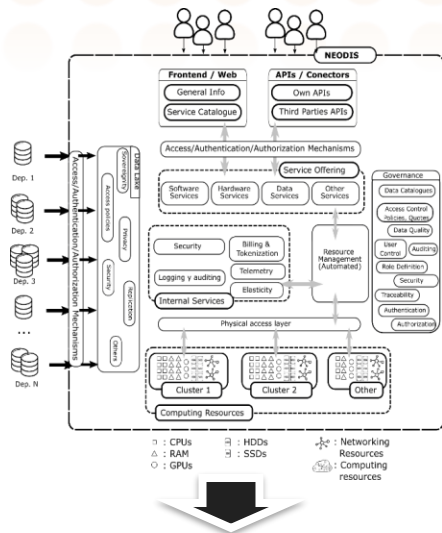 NEODIS
Frontend / Web
General Info
Service Catalogue
APIs / Conectors
Own APIs
Third Parties APIs
Access/Authentication/Authorization Mechanisms
Service Offering
Software
Services
Hardware
Services
Data
Services
Other
Services
Dep. 1
Dep. 2
Dep. 3
...
Dep. N
Access/Authentication/Authorization Mechanisms
Data Lake
Sovereignity
Access policies
Privacy
Security
Replication
Others
Security
Billing &
Tokenization
Logging y auditing
Telemetry
Elasticity
Internal Services
Resource
Management
(Automated)
Governance
Data Catalogues
Access Control
Policies, Quotes
Data Quality
User
Control
Auditing
Role Definition
Security
Traceability
Authentication
Authorization
Physical access layer
Cluster 1
Cluster 2
Other
Computing Resources
: CPUs
: RAM
: GPUs
: HDDs
: SSDs
: Networking
Resources
: Computing
resources